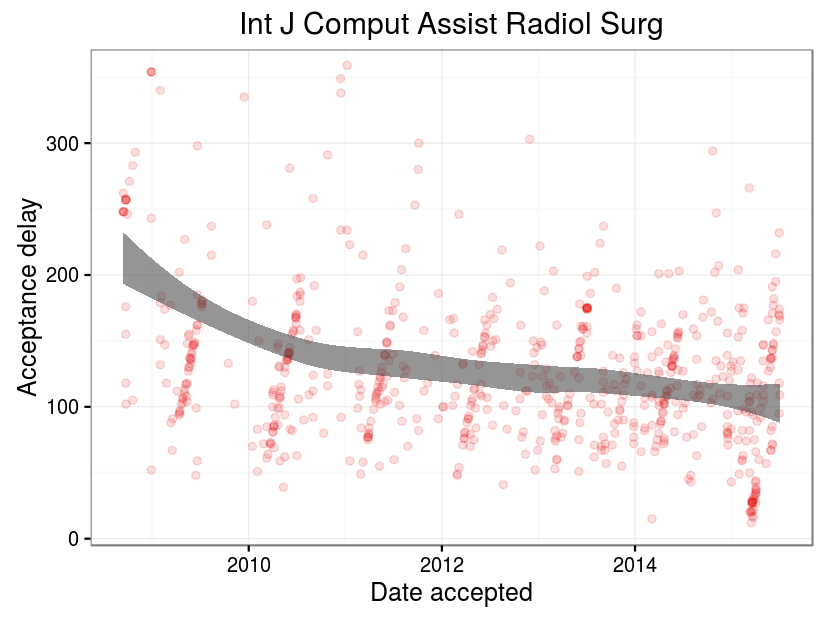 Int J Comput Assist Radiol Surg
Acceptance delay
300
200
100
0
2010 2012 2014
Date accepted